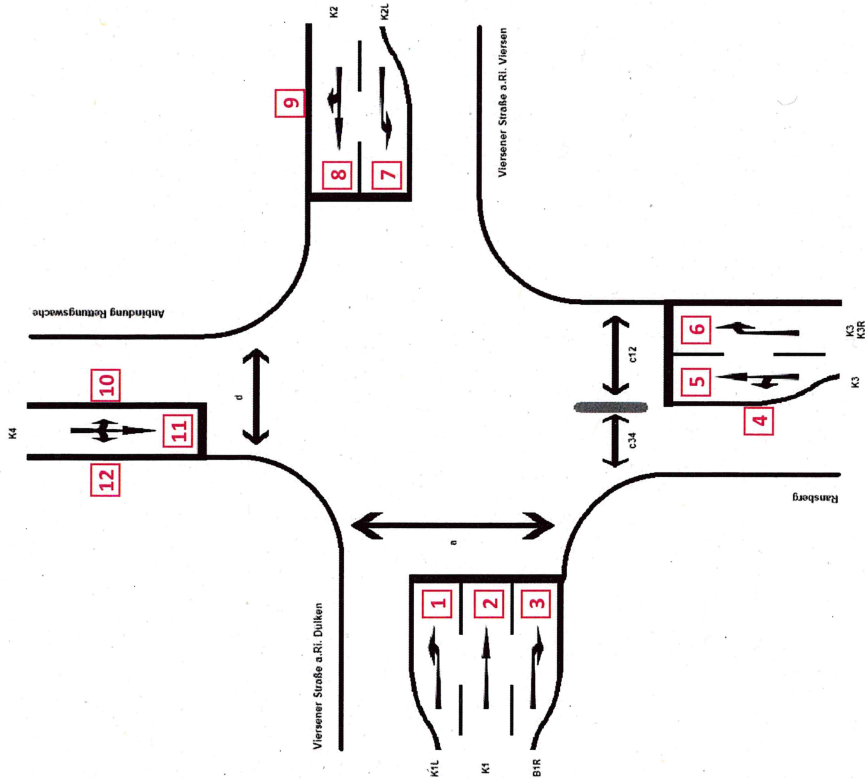 K2
K2L
9
8
7
Viersener Straße a.Ri. Viersen
Anbindung Rettungswache
K4
10
11
12
d
c12
c34
6
5
4
K3
K3R
K3
Ransberg
a
1
2
3
Viersener Straße a.Ri. Dülken
K1L
K1
B1R